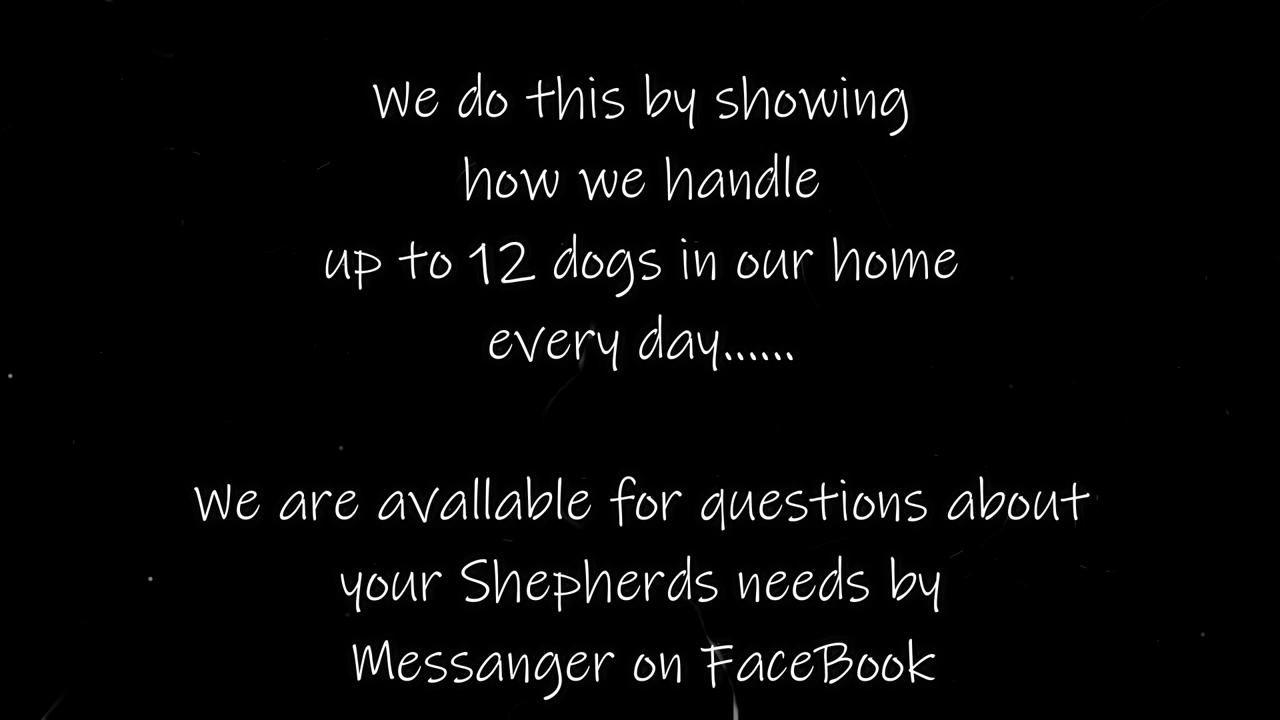 We do this by showing
how we handle
up to 12 dogs in our home
every day......
We are avallable for questions about
your Shepherds needs by
Messanger on FaceBook